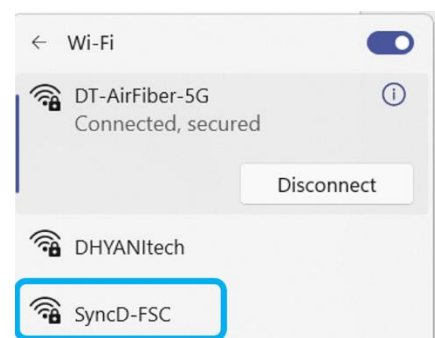 Wi-Fi
DT-AirFiber-5G
Connected, secured
Disconnect
DHYANItech
SyncD-FSC